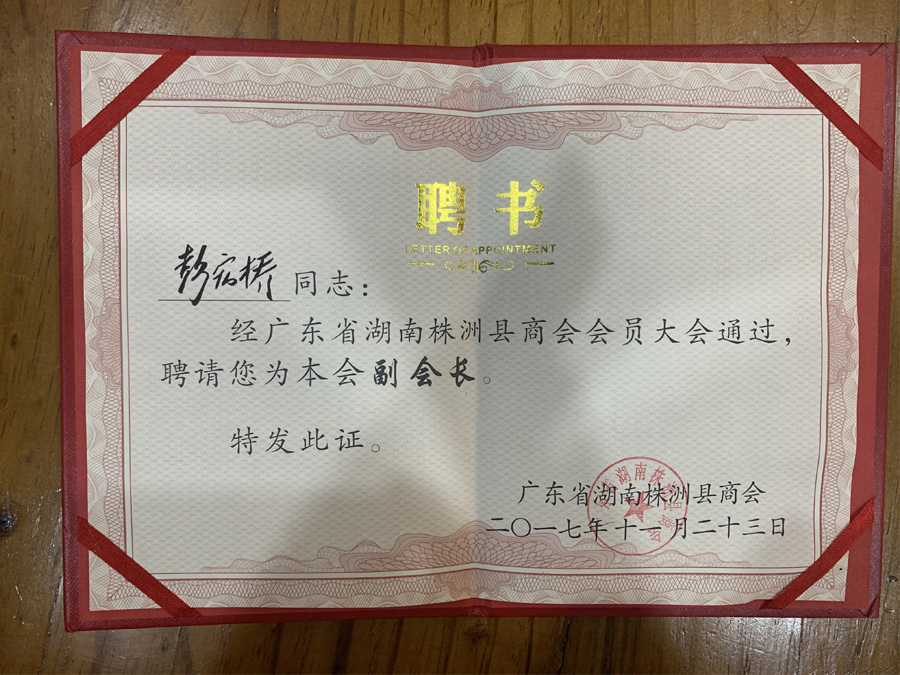 聘书
LETTER OF APPOINTMENT
彭 桥 同志：
经广东省湖南株洲县商会会员大会通过，
聘请您为本会副会长。
特发此证。
广东省湖南株洲县商会
二〇一七年十一月二十三日
湖南株